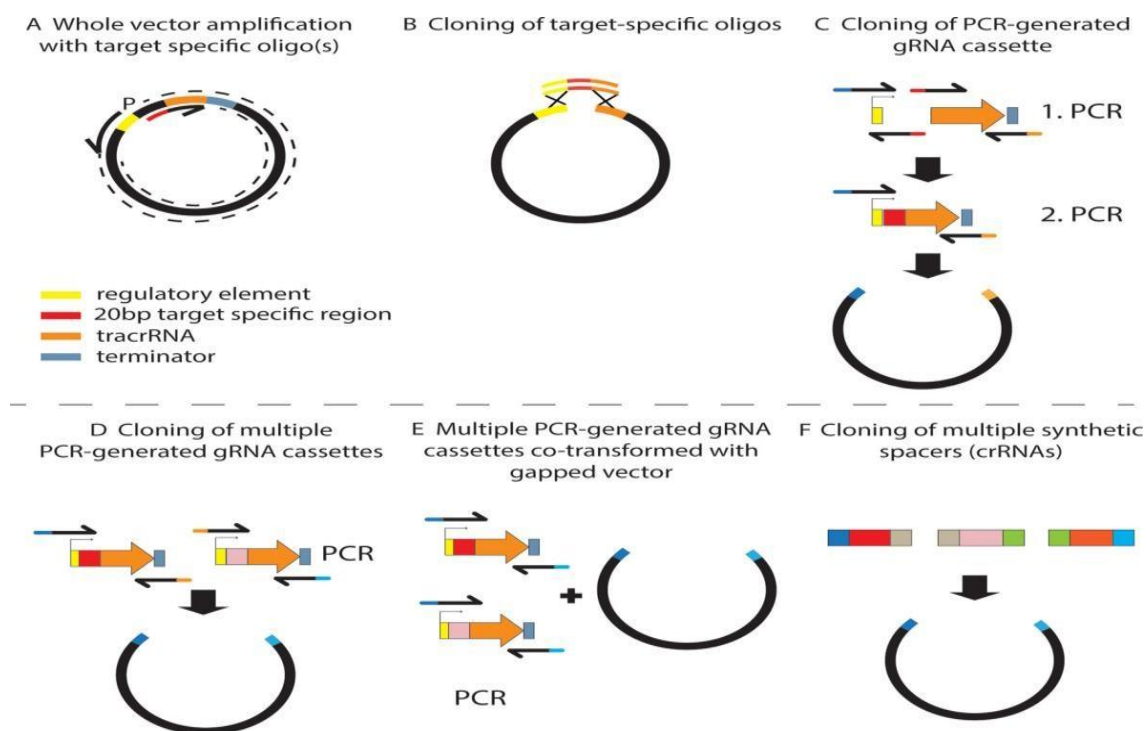 A Whole vector amplification
with target specific oligo(s)
P
B Cloning of target-specific oligos
C Cloning of PCR-generated
gRNA cassette
1. PCR
2. PCR
regulatory element
20bp target specific region
tracrRNA
terminator
D Cloning of multiple
PCR-generated gRNA cassettes
PCR
E Multiple PCR-generated gRNA
cassettes co-transformed with
gapped vector
+
PCR
F Cloning of multiple synthetic
spacers (crRNAs)